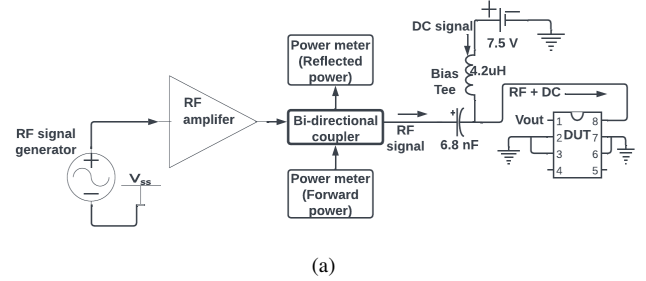 DC signal
+
−
7.5 V
Power meter
(Reflected
power)
Bias
Tee
4.2uH
RF
amplifer
RF + DC
RF signal
generator
Bi-directional
coupler
RF
signal
+
6.8 nF
Vout
1
8
2
DUT
7
3
6
4
5
+
−
Vss
Power meter
(Forward
power)
(a)